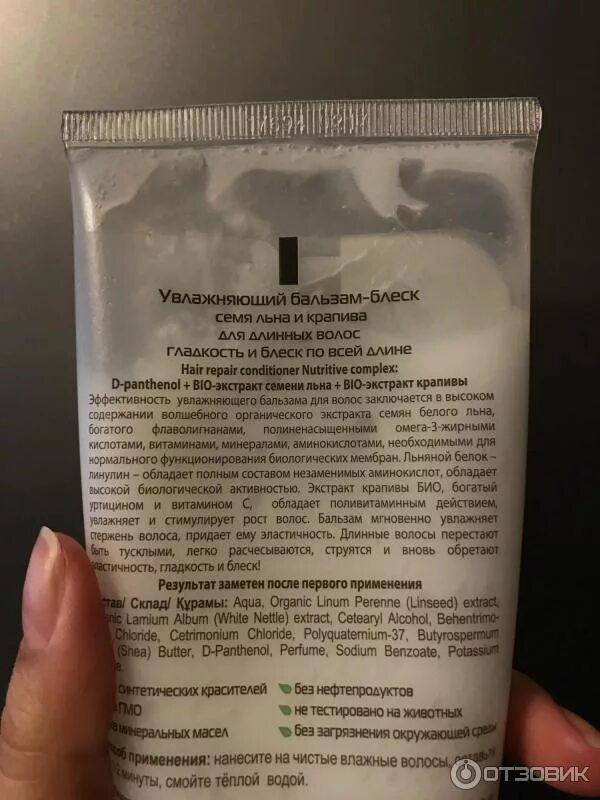 Увлажняющий бальзам-блеск
семя льна и крапива
для длинных волос
гладкость и блеск по всей длине
Hair repair conditioner Nutritive complex:
D-panthenol + BIO-экстракт семени льна + BIO-экстракт крапивы
Эффективность увлажняющего бальзама для волос заключается в высоком
содержании волшебного органического экстракта семян белого льна,
богатого флаволигнанами, полиненасыщенными омега-3-жирными
кислотами, витаминами, минералами, аминокислотами, необходимыми для
нормального функционирования биологических мембран. Льняной белок –
линулин – обладает полным составом незаменимых аминокислот, обладает
высокой биологической активностью. Экстракт крапивы БИО, богатый
уртицином и витамином С, обладает поливитаминным действием,
увлажняет и стимулирует рост волос. Бальзам мгновенно увлажняет
стержень волоса, придает ему эластичность. Длинные волосы перестают
быть тусклыми, легко расчесываются, струятся и вновь обретают
эластичность, гладкость и блеск!
Результат заметен после первого применения
став/ Склад/ Құрамы: Aqua, Organic Linum Perenne (Linseed) extract,
nic Lamium Album (White Nettle) extract, Cetearyl Alcohol, Behentrimo-
Chloride, Cetrimonium Chloride, Polyquaternium-37, Butyrospermum
(Shea) Butter, D-Panthenol, Perfume, Sodium Benzoate, Potassium
синтетических красителей без нефтепродуктов
ГМО не тестировано на животных
минеральных масел без загрязнения окружающей среды
соб применения: нанесите на чистые влажные волосы,
2 минуты, смойте тёплой водой.
ОТЗОВИК